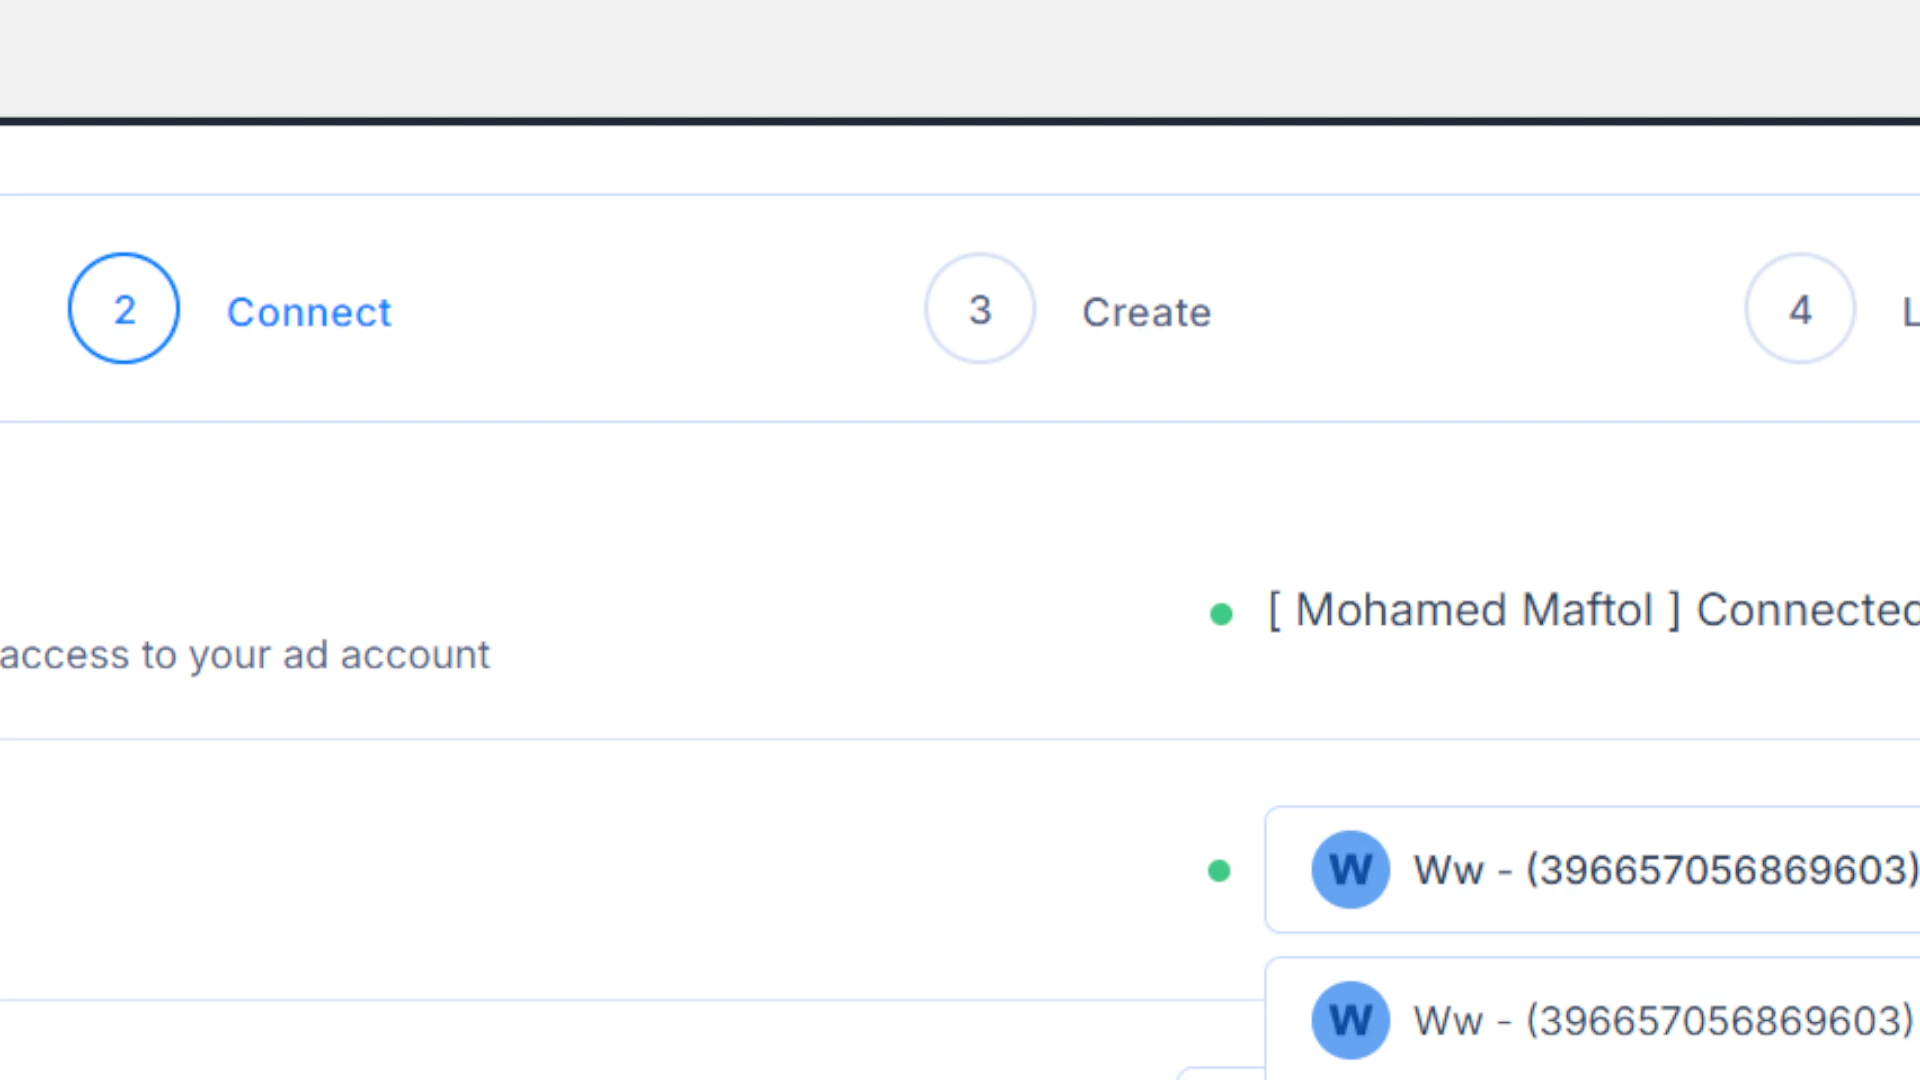 2 Connect 3 Create 4 L
[ Mohamed Maftol ] Connected
access to your ad account
W Ww - (396657056869603)
W Ww - (396657056869603)